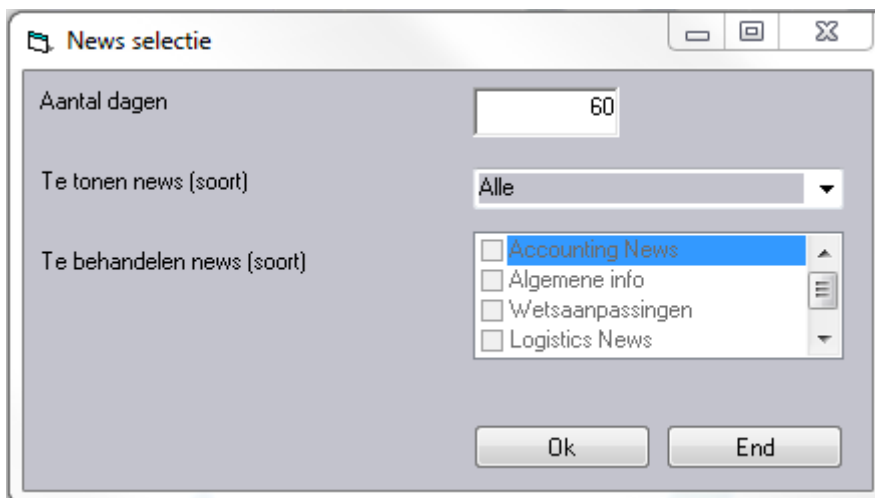 News selectie
Aantal dagen 60
Te tonen news (soort) Alle
Te behandelen news (soort) Accounting News
Algemene info
Wetsaanpassingen
Logistics News
Ok End